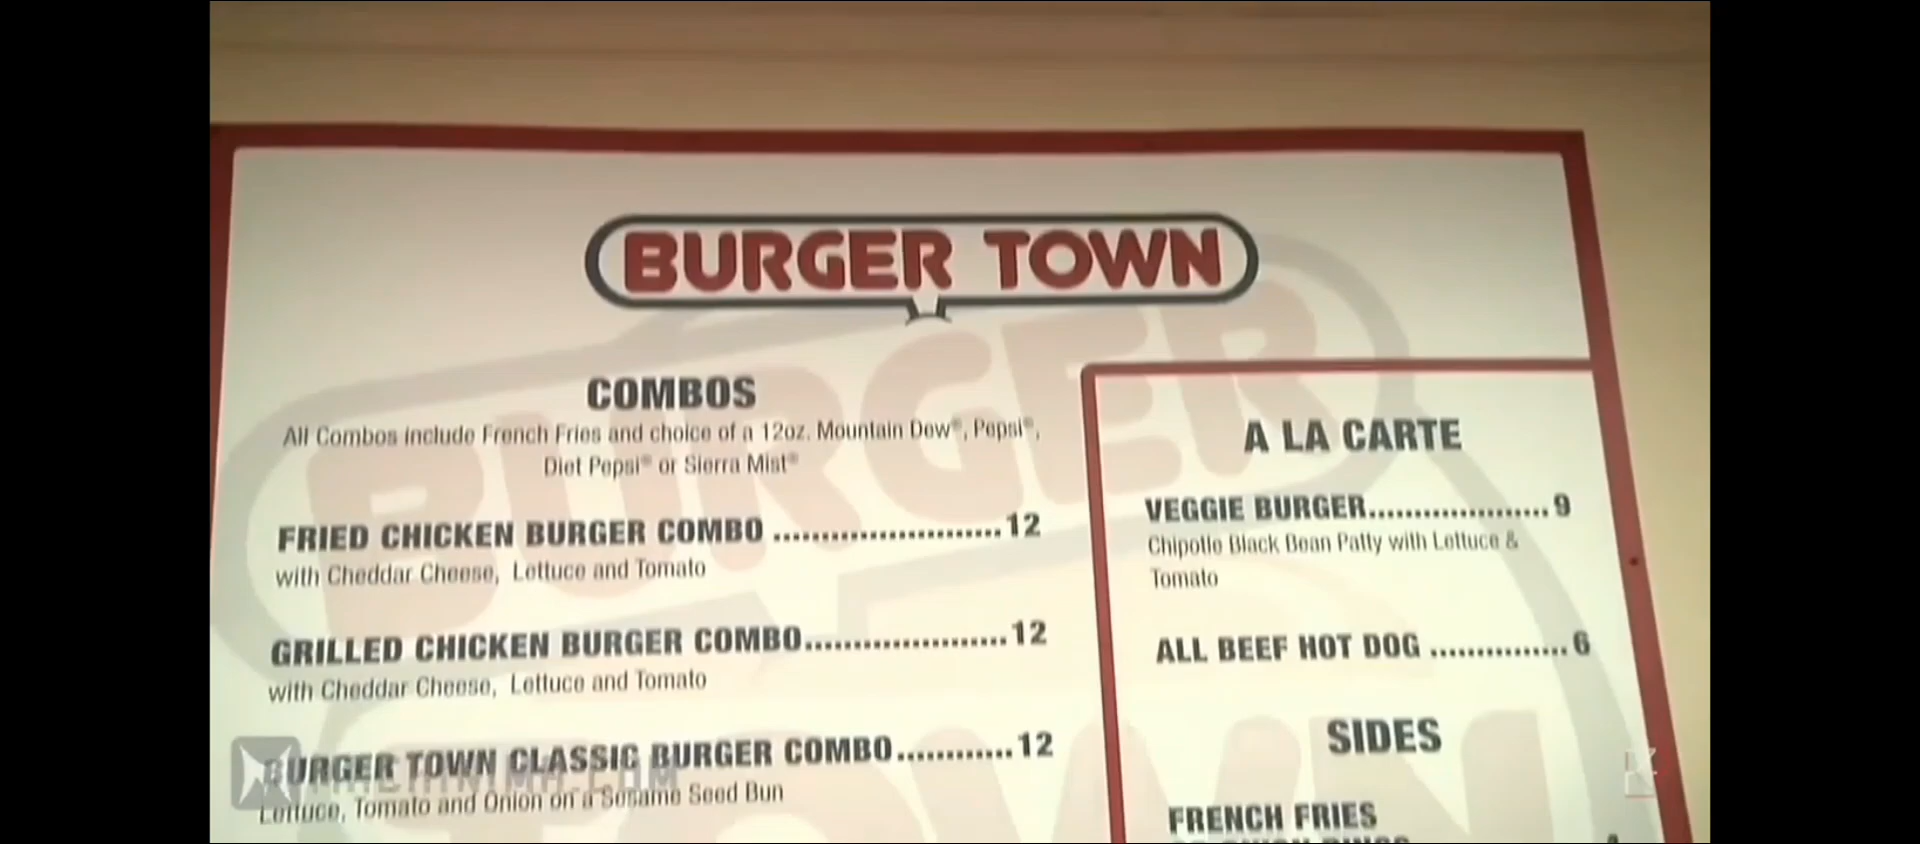 BURGER TOWN
COMBOS
All Combos include French Fries and choice of a 12oz. Mountain Dew®, Pepsi®,
Diet Pepsi® or Sierra Mist®
FRIED CHICKEN BURGER COMBO ........................12
with Cheddar Cheese, Lettuce and Tomato
GRILLED CHICKEN BURGER COMBO.....................12
with Cheddar Cheese, Lettuce and Tomato
BURGER TOWN CLASSIC BURGER COMBO............12
Lettuce, Tomato and Onion on a Sesame Seed Bun
A LA CARTE
VEGGIE BURGER...................9
Chipotle Black Bean Patty with Lettuce &
Tomato
ALL BEEF HOT DOG ..............6
SIDES
FRENCH FRIES
BURGER
TOWN
MACHINIMA.COM